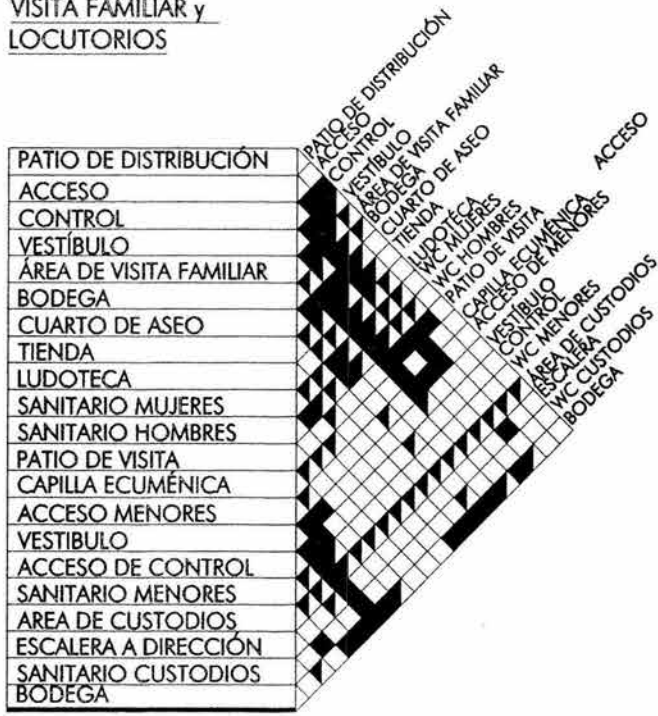 VISITA FAMILIAR y
LOCUTORIOS
PATIO DE DISTRIBUCIÓN
ACCESO
CONTROL
VESTÍBULO
ÁREA DE VISITA FAMILIAR
BODEGA
CUARTO DE ASEO
TIENDA
LUDOTECA
SANITARIO MUJERES
SANITARIO HOMBRES
PATIO DE VISITA
CAPILLA ECUMÉNICA
ACCESO MENORES
VESTIBULO
ACCESO DE CONTROL
SANITARIO MENORES
AREA DE CUSTODIOS
ESCALERA A DIRECCIÓN
SANITARIO CUSTODIOS
BODEGA
PATIO DE DISTRIBUCIÓN
ACCESO
CONTROL
VESTÍBULO
ÁREA DE VISITA FAMILIAR
BODEGA
CUARTO DE ASEO
TIENDA
LUDOTECA
WC MUJERES
WC HOMBRES
PATIO DE VISITA
CAPILLA ECUMÉNICA
ACCESO DE MENORES
ACCESO
VESTÍBULO
CONTROL
WC MENORES
ÁREA DE CUSTODIOS
ESCALERA
WC CUSTODIOS
BODEGA